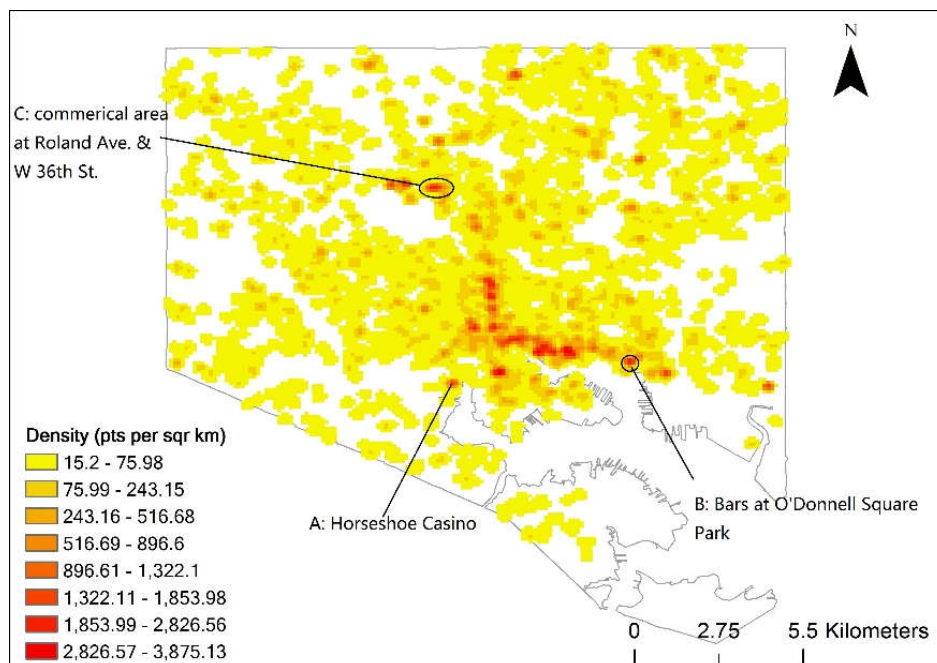 N
C: commerical area
at Roland Ave. &
W 36th St.
Density (pts per sqr km)
15.2 - 75.98
75.99 - 243.15
243.16 - 516.68
516.69 - 896.6
896.61 - 1,322.1
1,322.11 - 1,853.98
1,853.99 - 2,826.56
2,826.57 - 3,875.13
A: Horseshoe Casino
B: Bars at O'Donnell Square
Park
0 2.75 5.5 Kilometers